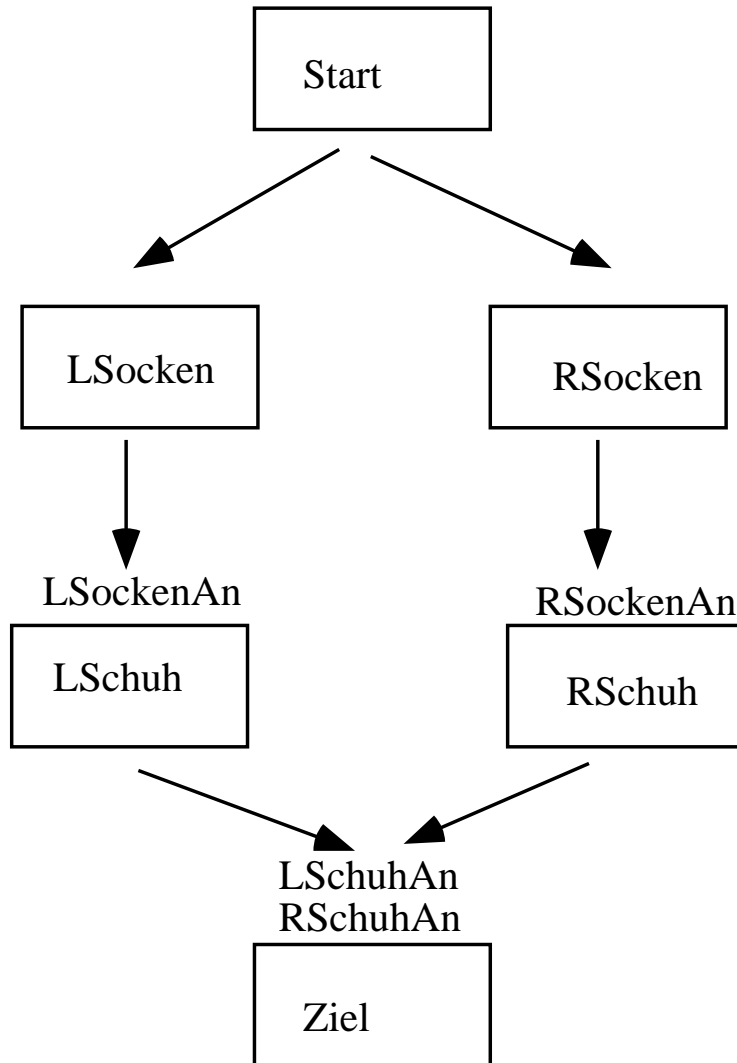 Start
LSocken
RSocken
LSockenAn
RSockenAn
LSchuh
RSchuh
LSchuhAn
RSchuhAn
Ziel